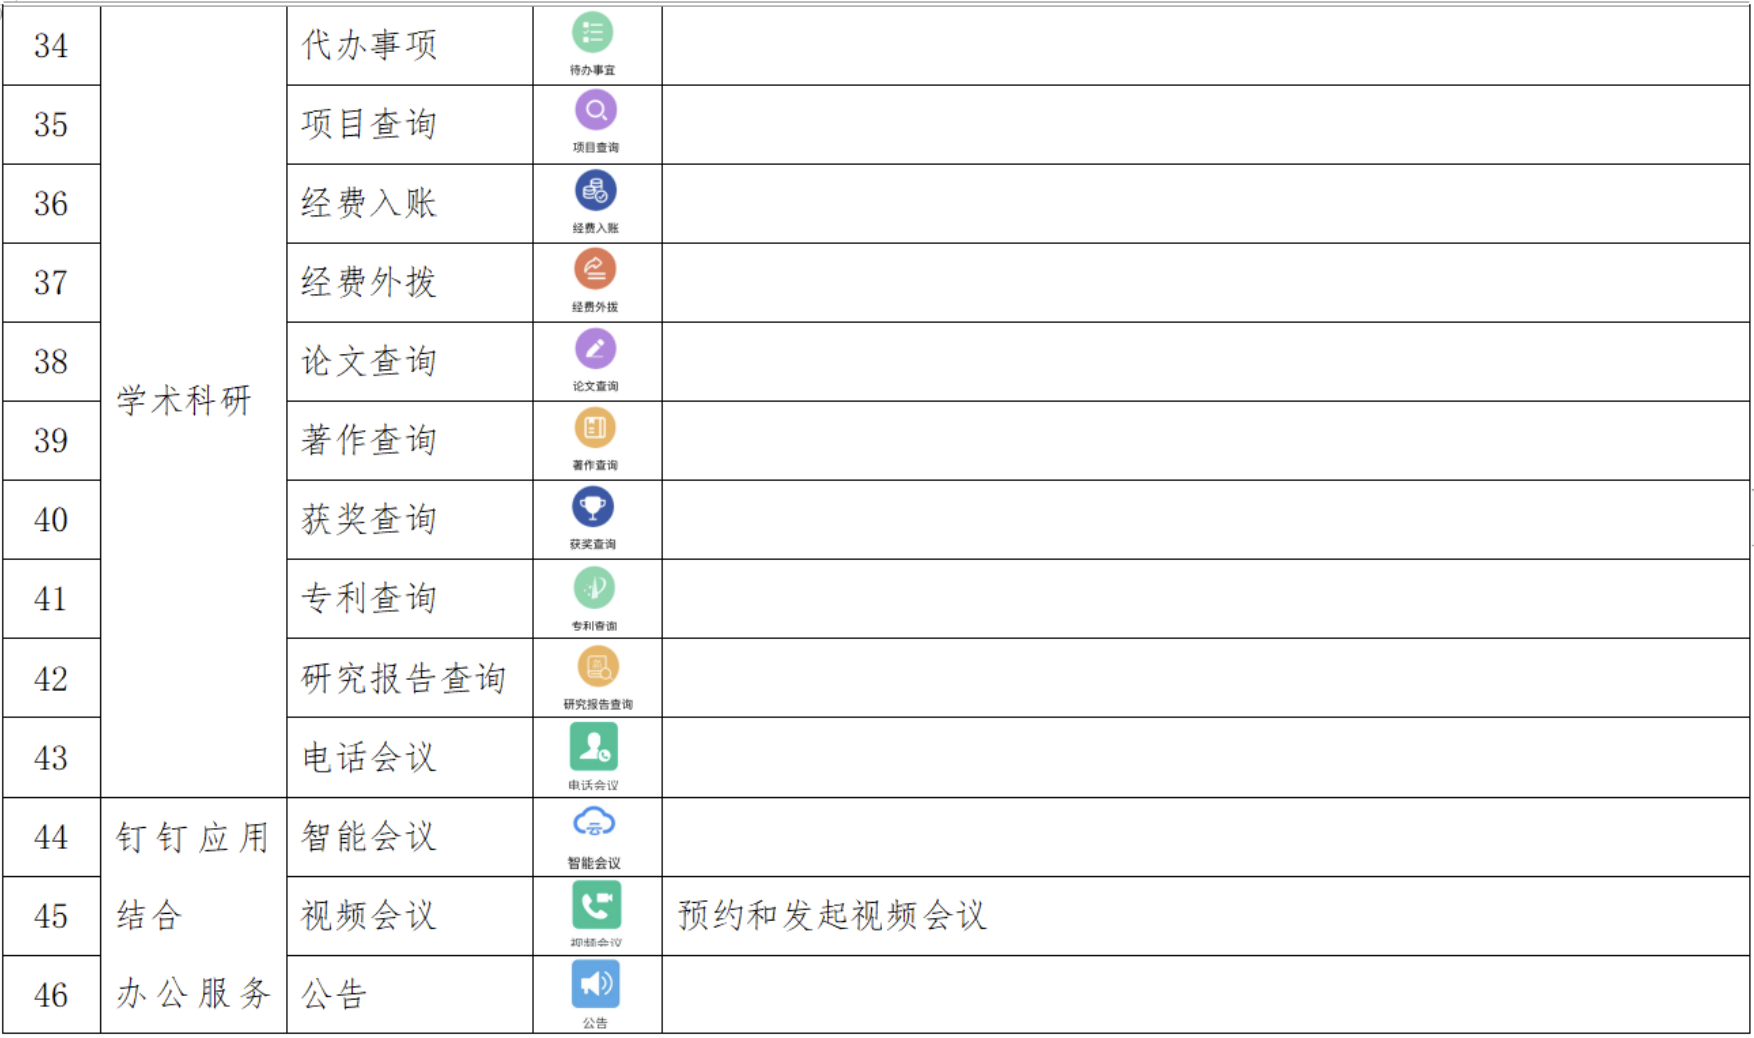 34 代办事项 待办事宜
35 项目查询 项目查询
36 经费入账 经费入账
37 经费外拨 经费外拨
38 论文查询 论文查询
学术科研
39 著作查询 著作查询
40 获奖查询 获奖查询
41 专利查询 专利查询
42 研究报告查询 研究报告查询
43 电话会议 电话会议
44 钉钉应用 智能会议 云 智能会议
45 结合 视频会议 视频会议 预约和发起视频会议
46 办公服务 公告 公告